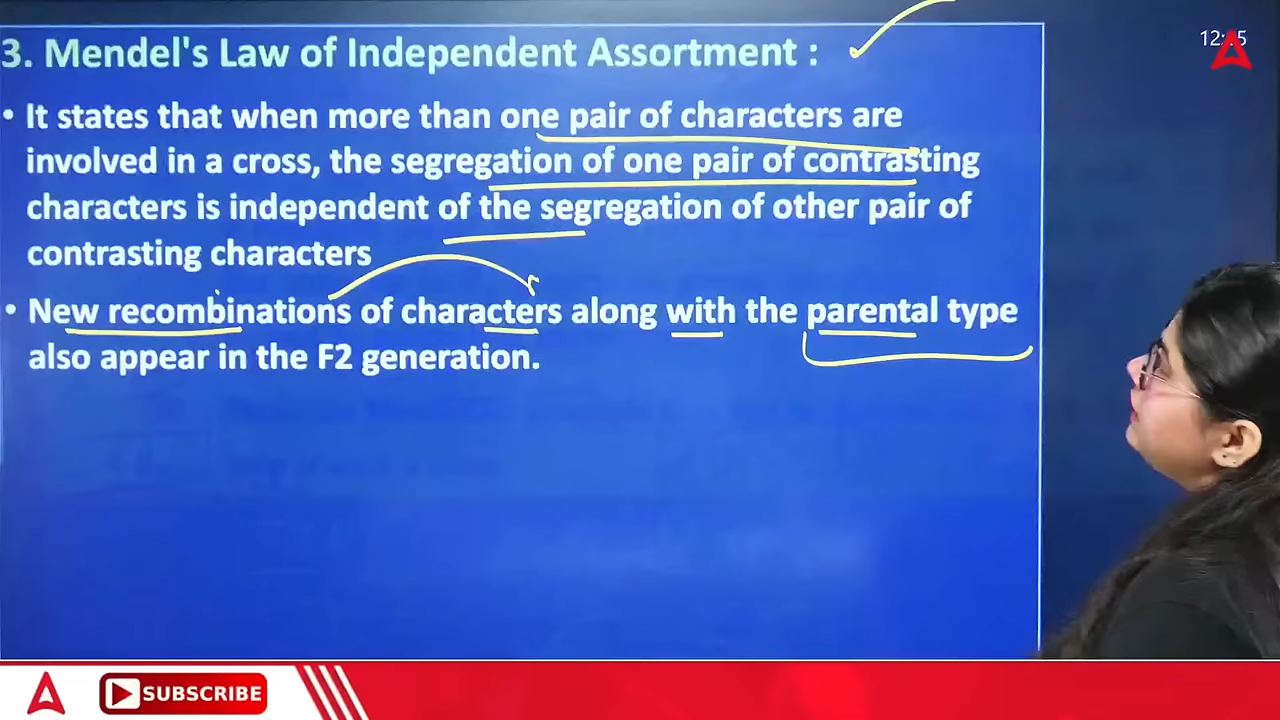 3. Mendel's Law of Independent Assortment :
• It states that when more than one pair of characters are
involved in a cross, the segregation of one pair of contrasting
characters is independent of the segregation of other pair of
contrasting characters
• New recombinations of characters along with the parental type
also appear in the F2 generation.
SUBSCRIBE